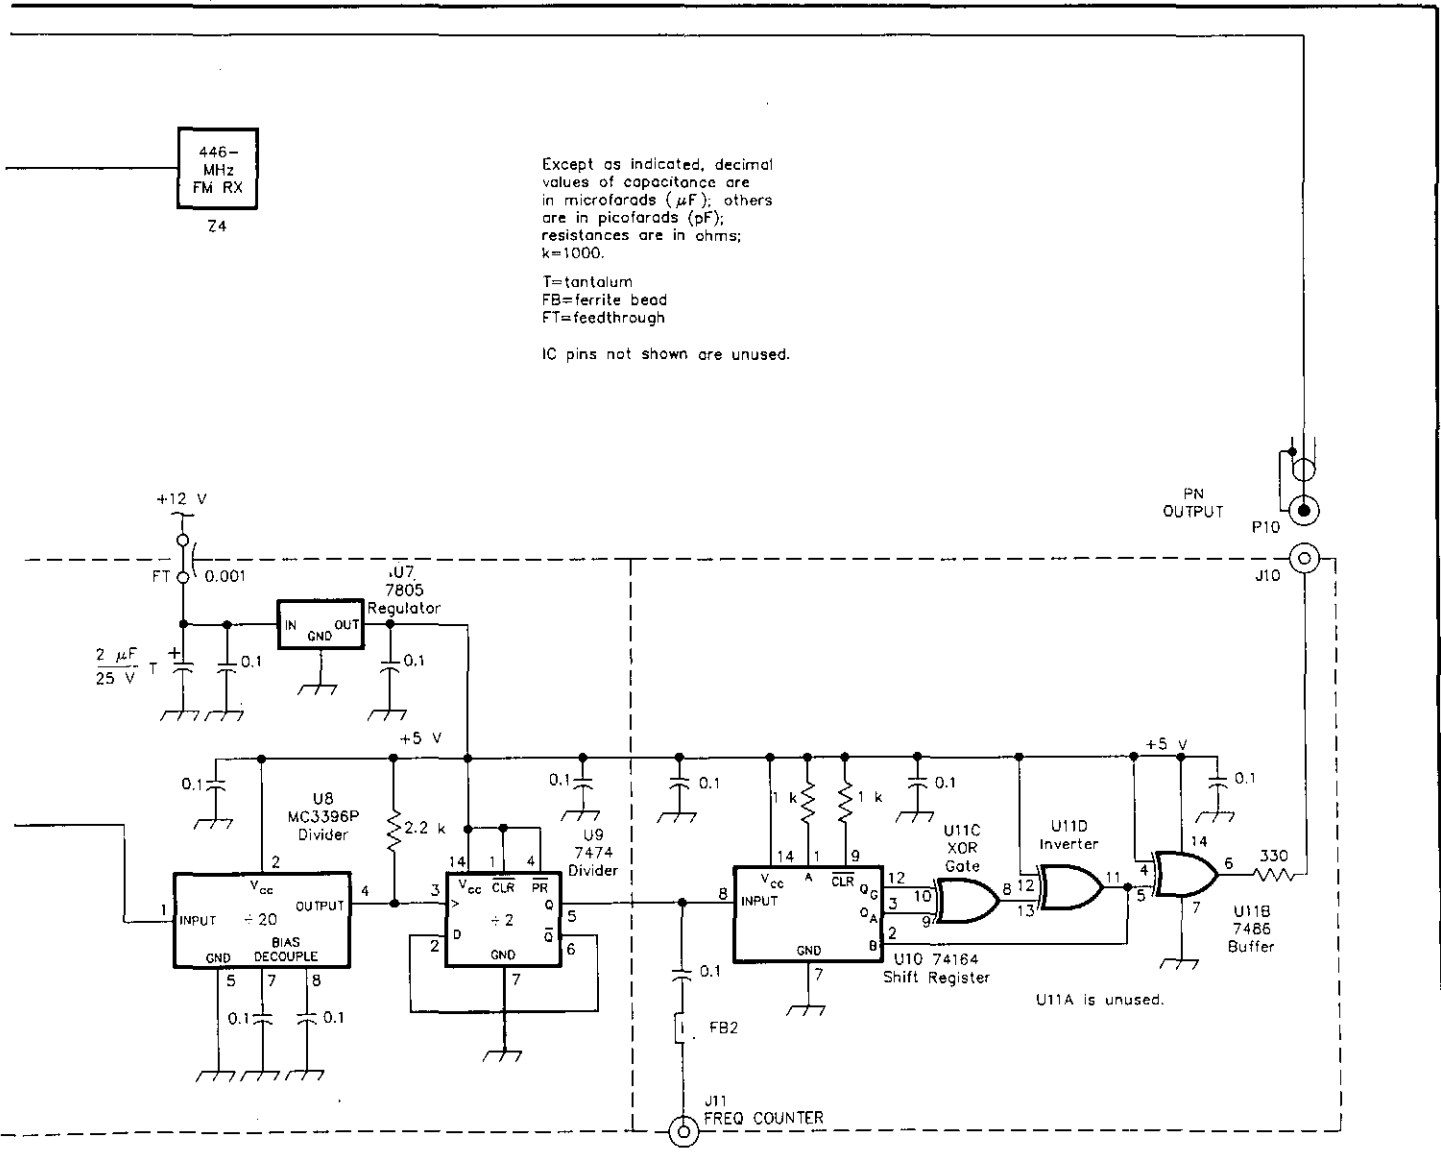 446-
MHz
FM RX
Z4
Except as indicated, decimal
values of capacitance are
in microfarads (μF); others
are in picofarads (pF);
resistances are in ohms;
k=1000.
T=tantalum
FB=ferrite bead
FT=feedthrough
IC pins not shown are unused.
PN
OUTPUT
P10
J10
+12 V
FT
0.001
U7
7805
Regulator
IN
OUT
GND
2 μF
25 V
+
T
0.1
0.1
+5 V
+5 V
0.1
U8
MC3396P
Divider
2.2 k
0.1
U9
7474
Divider
0.1
1 k
1 k
0.1
U11C
XOR
Gate
U11D
Inverter
0.1
2
Vcc
1
INPUT
÷20
OUTPUT
4
BIAS
DECOUPLE
GND
5
7
8
0.1
0.1
14
1
4
Vcc
CLR
PR
3
>
÷2
Q
5
2
D
Q
6
GND
7
14
1
9
Vcc
A
CLR
8
INPUT
QG
12
QA
3
B
2
GND
7
10
9
8
12
13
11
14
4
5
6
7
330
U10 74164
Shift Register
U11B
7486
Buffer
U11A is unused.
0.1
FB2
J11
FREQ COUNTER